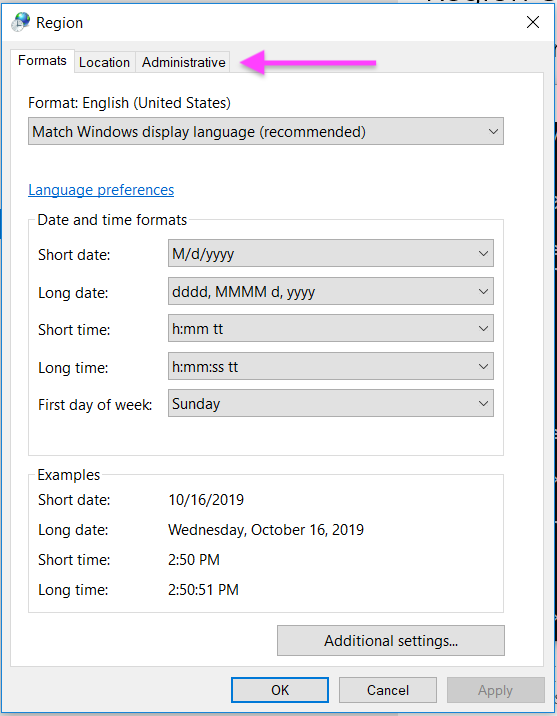 Region
Formats Location Administrative
Format: English (United States)
Match Windows display language (recommended)
Language preferences
Date and time formats
Short date: M/d/yyyy
Long date: dddd, MMMM d, yyyy
Short time: h:mm tt
Long time: h:mm:ss tt
First day of week: Sunday
Examples
Short date: 10/16/2019
Long date: Wednesday, October 16, 2019
Short time: 2:50 PM
Long time: 2:50:51 PM
Additional settings...
OK Cancel Apply